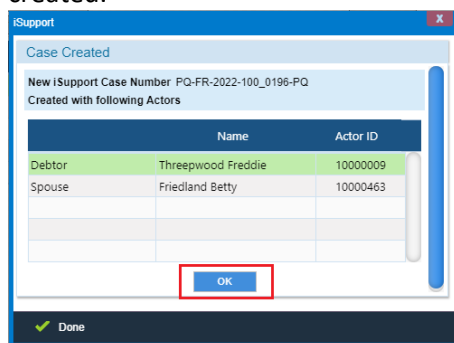 created.
iSupport
X
Case Created
New iSupport Case Number PQ-FR-2022-100_0196-PQ
Created with following Actors
Name Actor ID
Debtor Threepwood Freddie 10000009
Spouse Friedland Betty 10000463
OK
Done